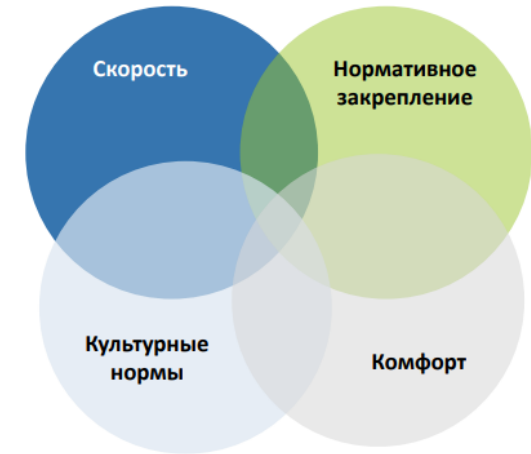 Скорость
Нормативное
закрепление
Культурные
нормы
Комфорт